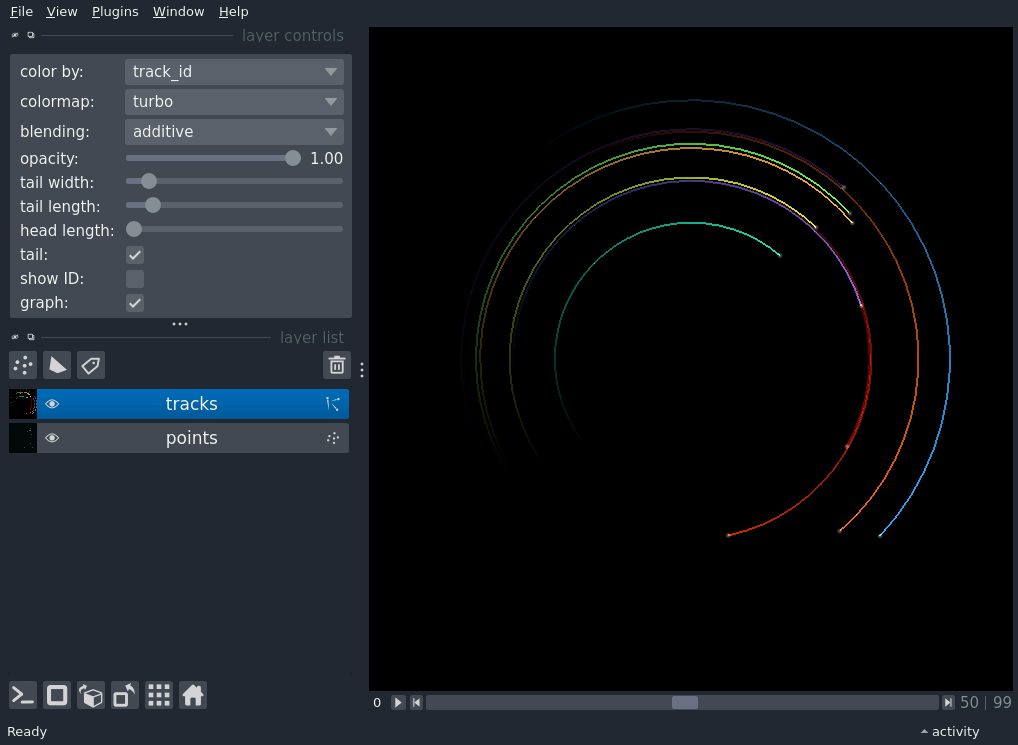 File View Plugins Window Help
layer controls
color by: track_id
colormap: turbo
blending: additive
opacity: 1.00
tail width:
tail length:
head length:
tail:
show ID:
graph:
layer list
tracks
points
0 50 | 99
Ready activity